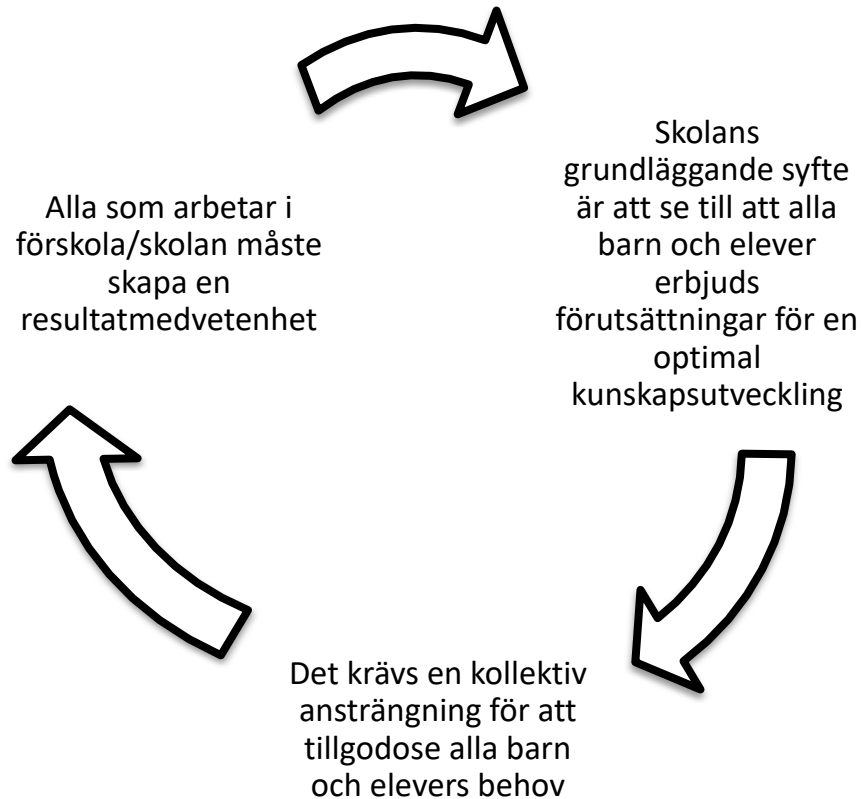 Skolans
grundläggande syfte
är att se till att alla
barn och elever
erbjuds
förutsättningar för en
optimal
kunskapsutveckling
Det krävs en kollektiv
ansträngning för att
tillgodose alla barn
och elevers behov
Alla som arbetar i
förskola/skolan måste
skapa en
resultatmedvetenhet